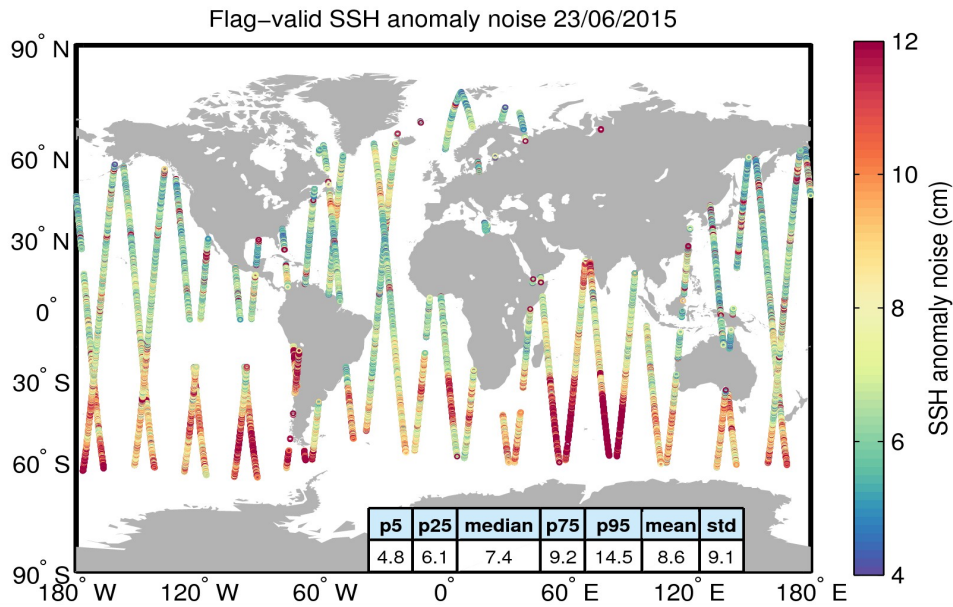 Flag−valid SSH anomaly noise 23/06/2015
90° N
60° N
30° N
0°
30° S
60° S
90° S
180° W
120° W
60° W
0°
60° E
120° E
180° E
p5 p25 median p75 p95 mean std
4.8 6.1 7.4 9.2 14.5 8.6 9.1
12
10
8
6
4
SSH anomaly noise (cm)